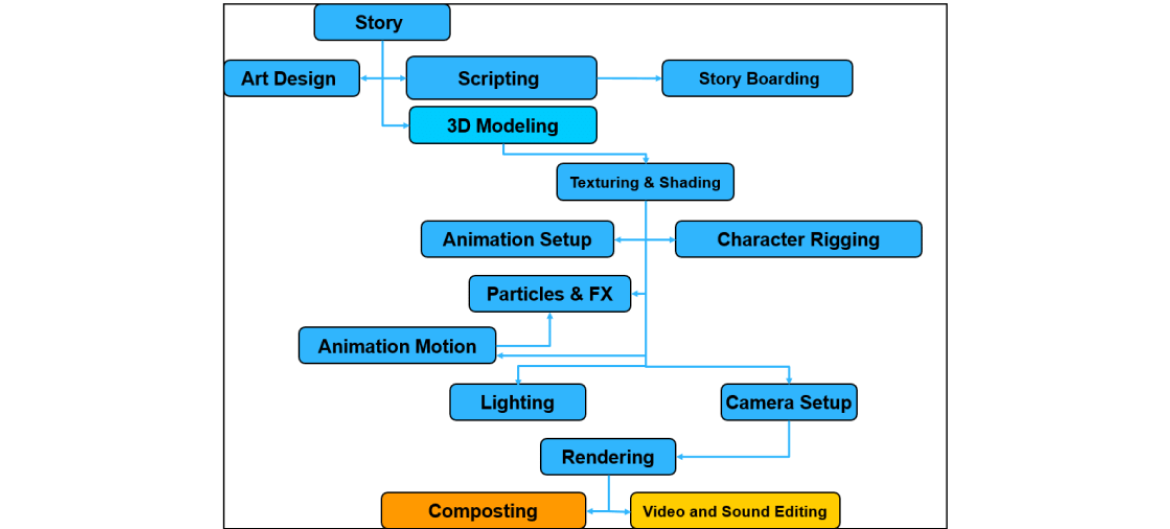 Story
Art Design
Scripting
Story Boarding
3D Modeling
Texturing & Shading
Animation Setup
Character Rigging
Particles & FX
Animation Motion
Lighting
Camera Setup
Rendering
Composting
Video and Sound Editing